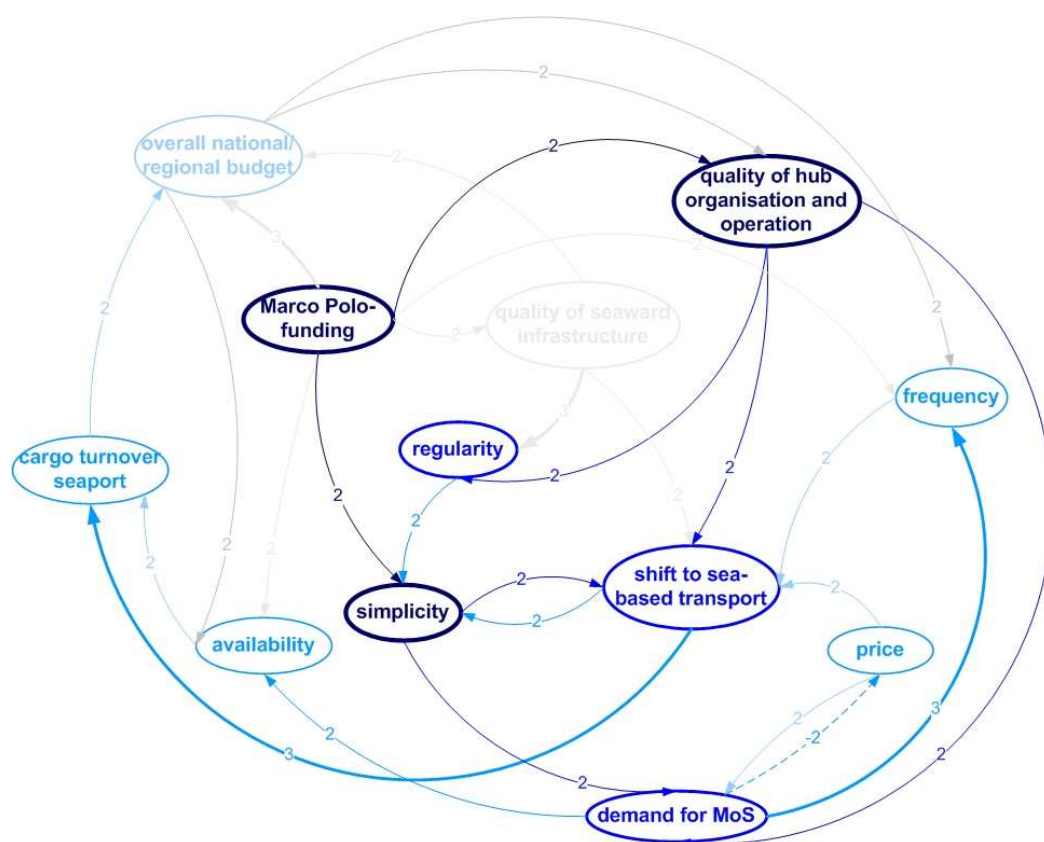 2
2
overall national/
regional budget
2
2
quality of hub
organisation and
operation
3
2
2
2
Marco Polo-
funding
2
quality of seaward
infrastructure
2
frequency
3
regularity
cargo turnover
seaport
2
2
2
2
2
2
2
2
shift to sea-
based transport
2
simplicity
2
2
availability
price
2
3
2
-2
3
2
2
demand for MoS